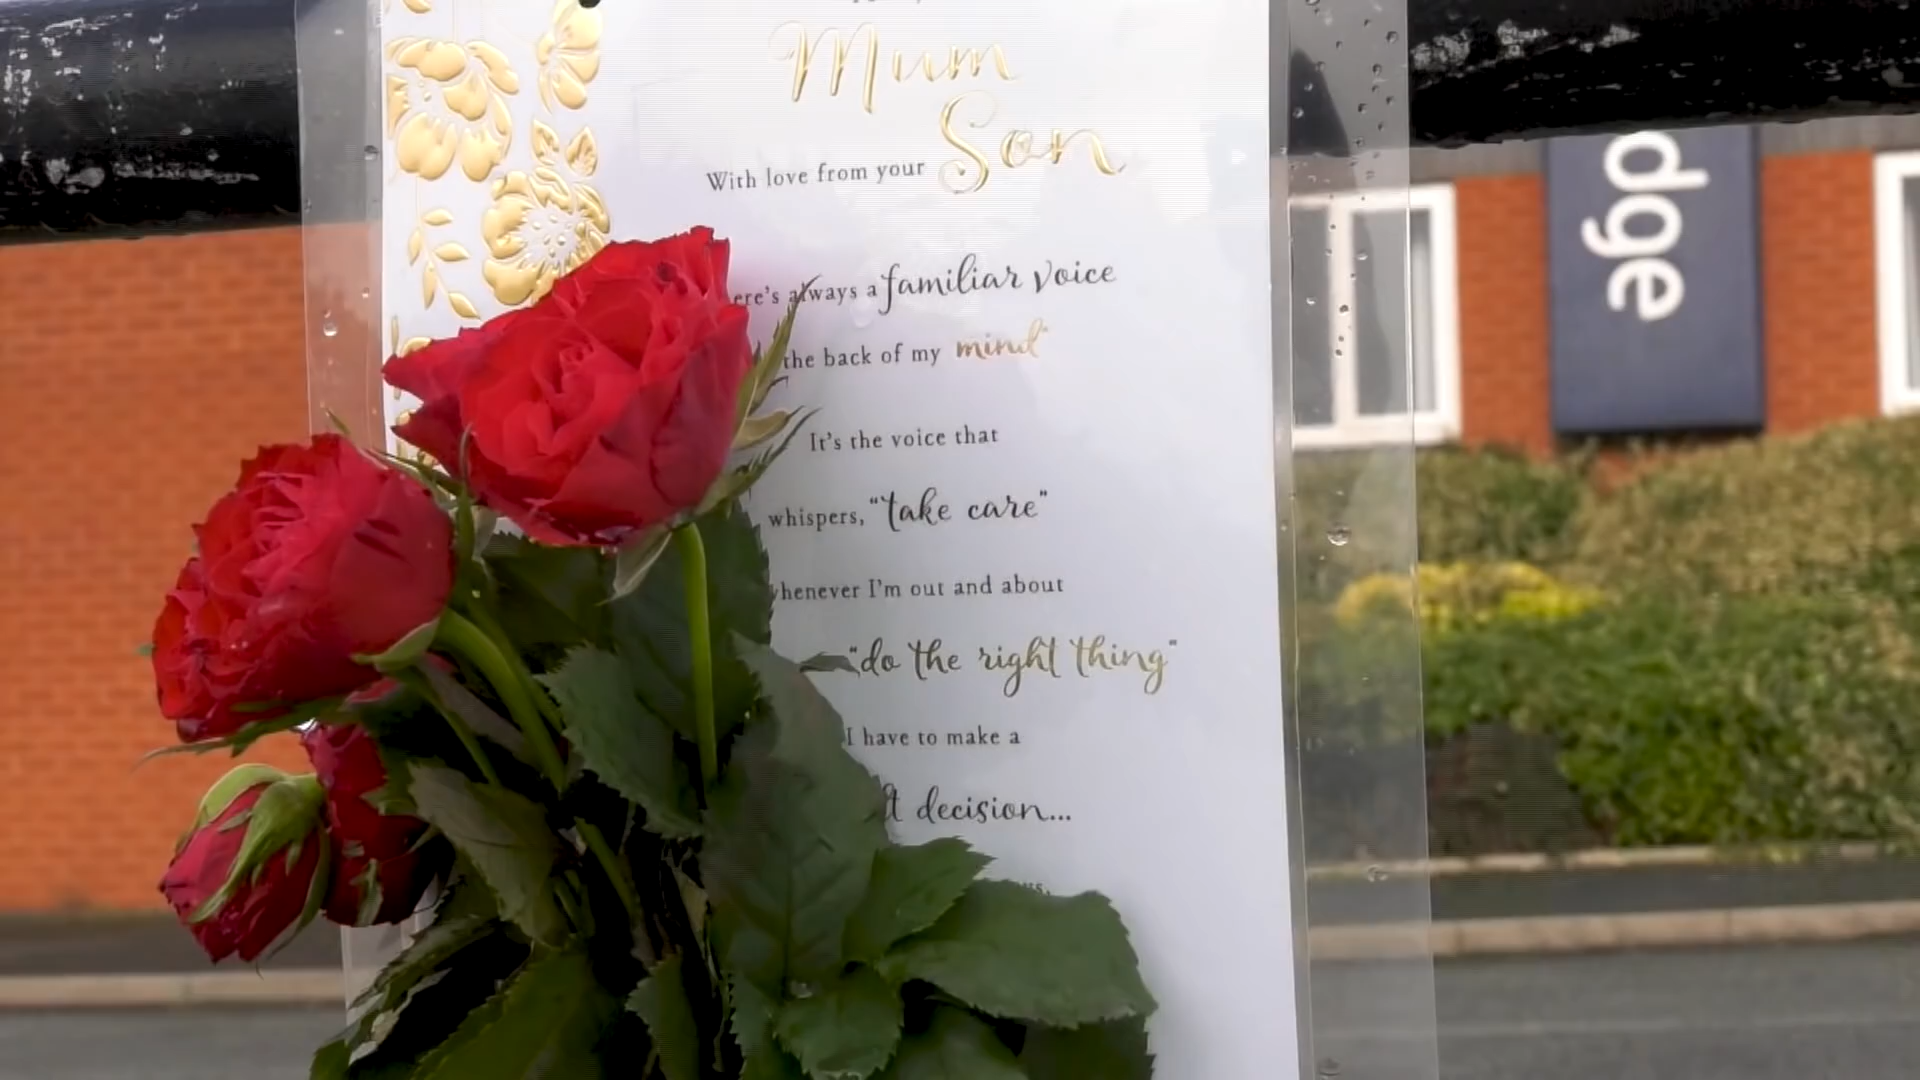 Mum
With love from your Son
ere's always a familiar voice
the back of my mind
It's the voice that
whispers, "take care"
whenever I'm out and about
"do the right thing"
I have to make a
decision...
dge